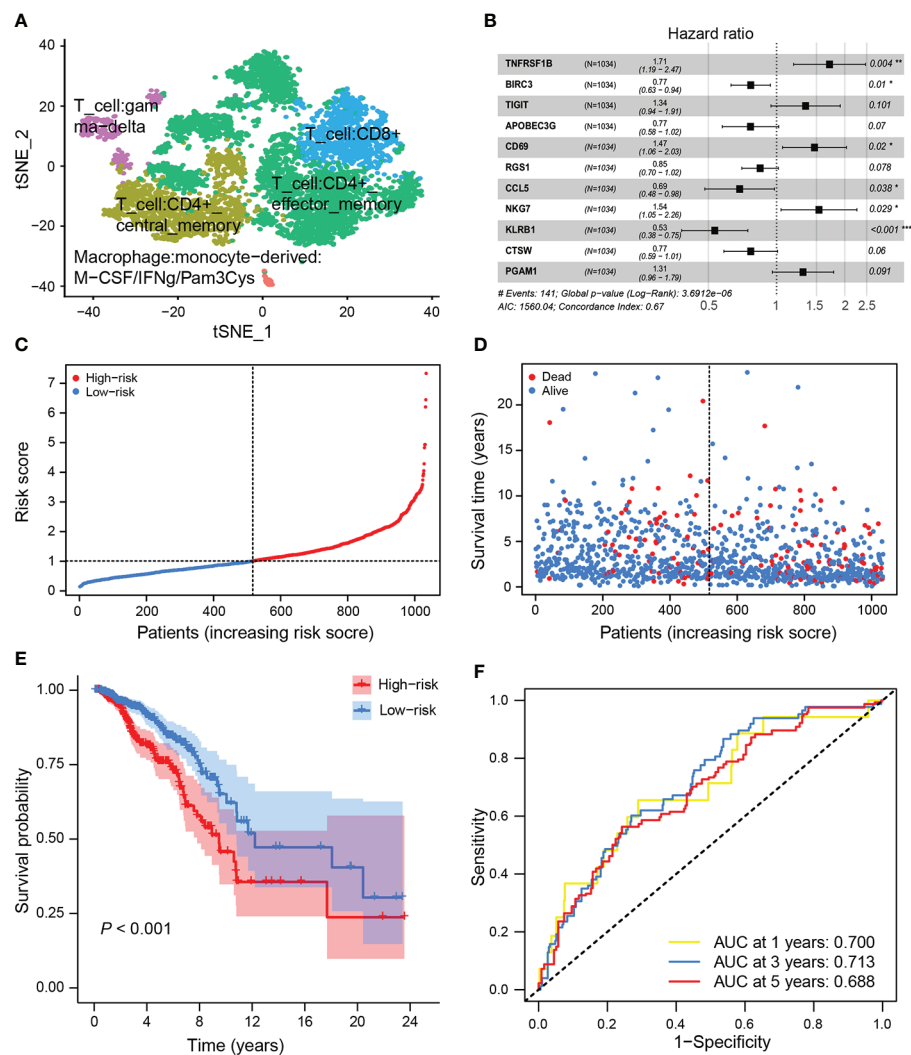 A
40
20
0
−20
−40
tSNE_2
T_cell:gam
ma-delta
T_cell:CD8+
T_cell:CD4+_
effector_memory
T_cell:CD4+_
central_memory
Macrophage:monocyte-derived:
M−CSF/IFNg/Pam3Cys
−40 −20 0 20 40
tSNE_1
B
Hazard ratio
TNFRSF1B (N=1034) 1.71 (1.19 − 2.47) 0.004 **
BIRC3 (N=1034) 0.77 (0.63 − 0.94) 0.01 *
TIGIT (N=1034) 1.34 (0.94 − 1.91) 0.101
APOBEC3G (N=1034) 0.77 (0.58 − 1.02) 0.07
CD69 (N=1034) 1.47 (1.06 − 2.03) 0.02 *
RGS1 (N=1034) 0.85 (0.70 − 1.02) 0.078
CCL5 (N=1034) 0.69 (0.48 − 0.98) 0.038 *
NKG7 (N=1034) 1.54 (1.05 − 2.26) 0.029 *
KLRB1 (N=1034) 0.53 (0.38 − 0.75) <0.001 ***
CTSW (N=1034) 0.77 (0.59 − 1.01) 0.06
PGAM1 (N=1034) 1.31 (0.96 − 1.79) 0.091
# Events: 141; Global p−value (Log−Rank): 3.6912e−06
AIC: 1560.04; Concordance Index: 0.67
0.5 1 1.5 2 2.5
C
High−risk
Low−risk
7
6
5
4
3
2
1
0
Risk score
0 200 400 600 800 1000
Patients (increasing risk socre)
D
Dead
Alive
20
15
10
5
0
Survival time (years)
0 200 400 600 800 1000
Patients (increasing risk socre)
E
High−risk
Low−risk
1.00
0.75
0.50
0.25
0.00
Survival probability
P < 0.001
0 4 8 12 16 20 24
Time (years)
F
1.0
0.8
0.6
0.4
0.2
0.0
Sensitivity
AUC at 1 years: 0.700
AUC at 3 years: 0.713
AUC at 5 years: 0.688
0.0 0.2 0.4 0.6 0.8 1.0
1−Specificity